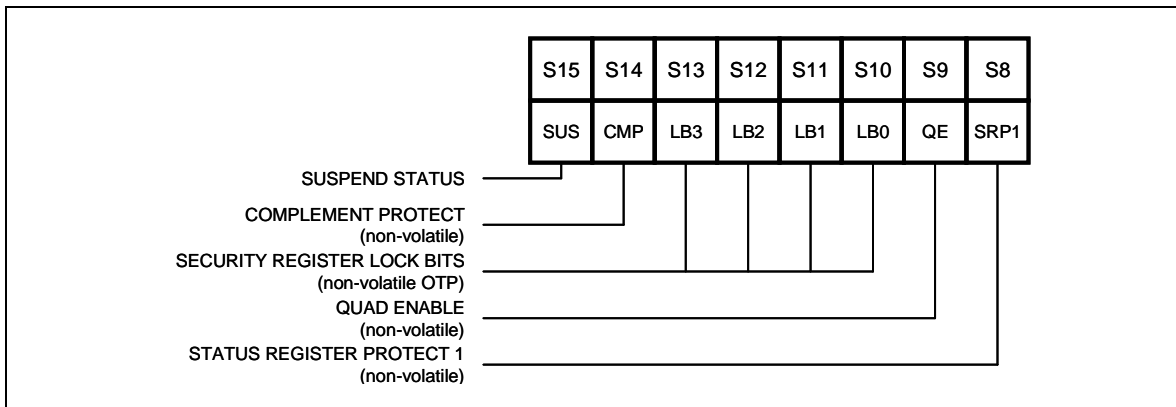 S15 S14 S13 S12 S11 S10 S9 S8
SUS CMP LB3 LB2 LB1 LB0 QE SRP1
SUSPEND STATUS
COMPLEMENT PROTECT
(non-volatile)
SECURITY REGISTER LOCK BITS
(non-volatile OTP)
QUAD ENABLE
(non-volatile)
STATUS REGISTER PROTECT 1
(non-volatile)